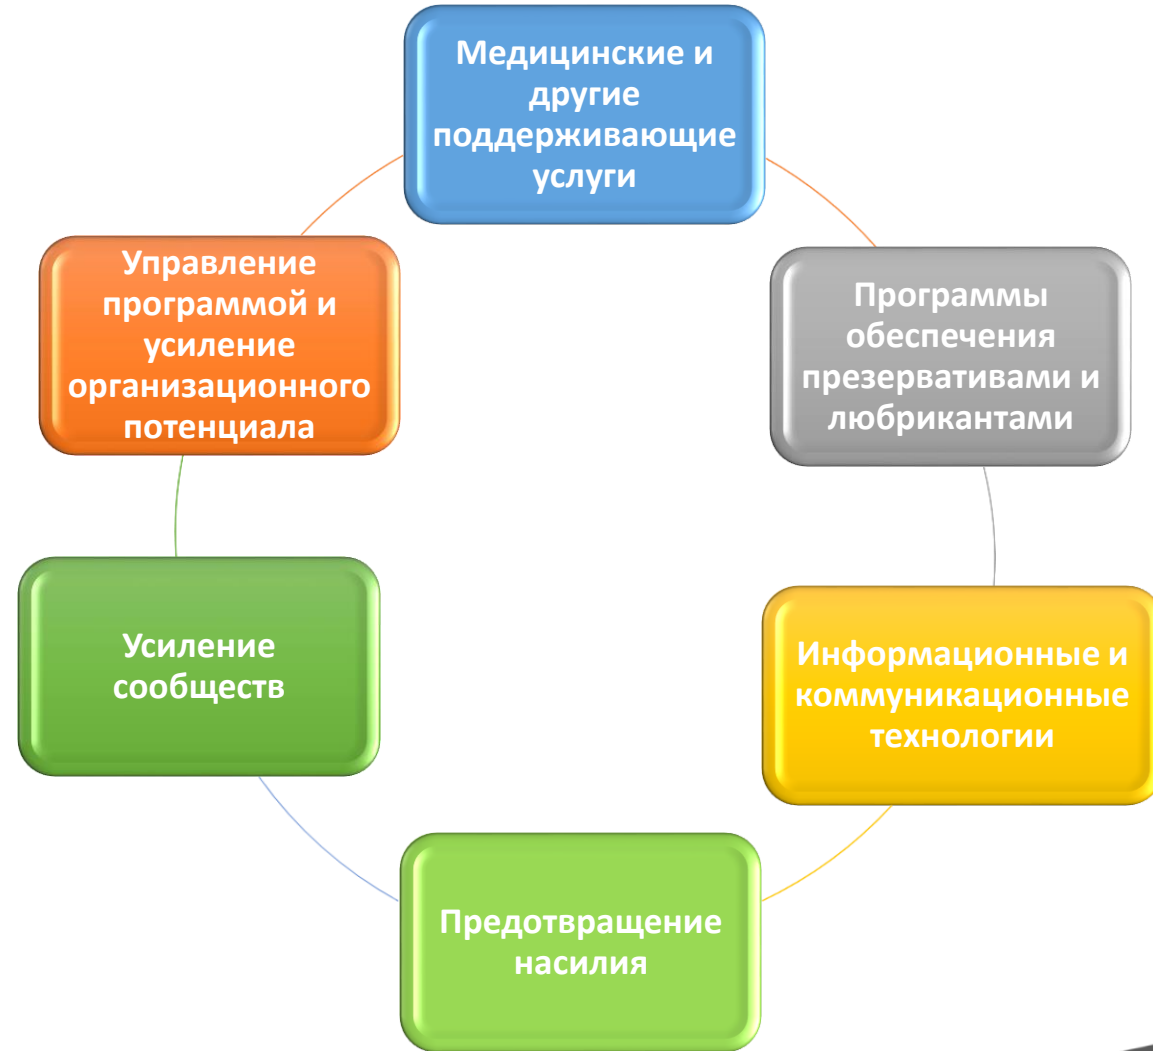 Медицинские и
другие
поддерживающие
услуги
Программы
обеспечения
презервативами и
любрикантами
Информационные и
коммуникационные
технологии
Предотвращение
насилия
Усиление
сообществ
Управление
программой и
усиление
организационного
потенциала